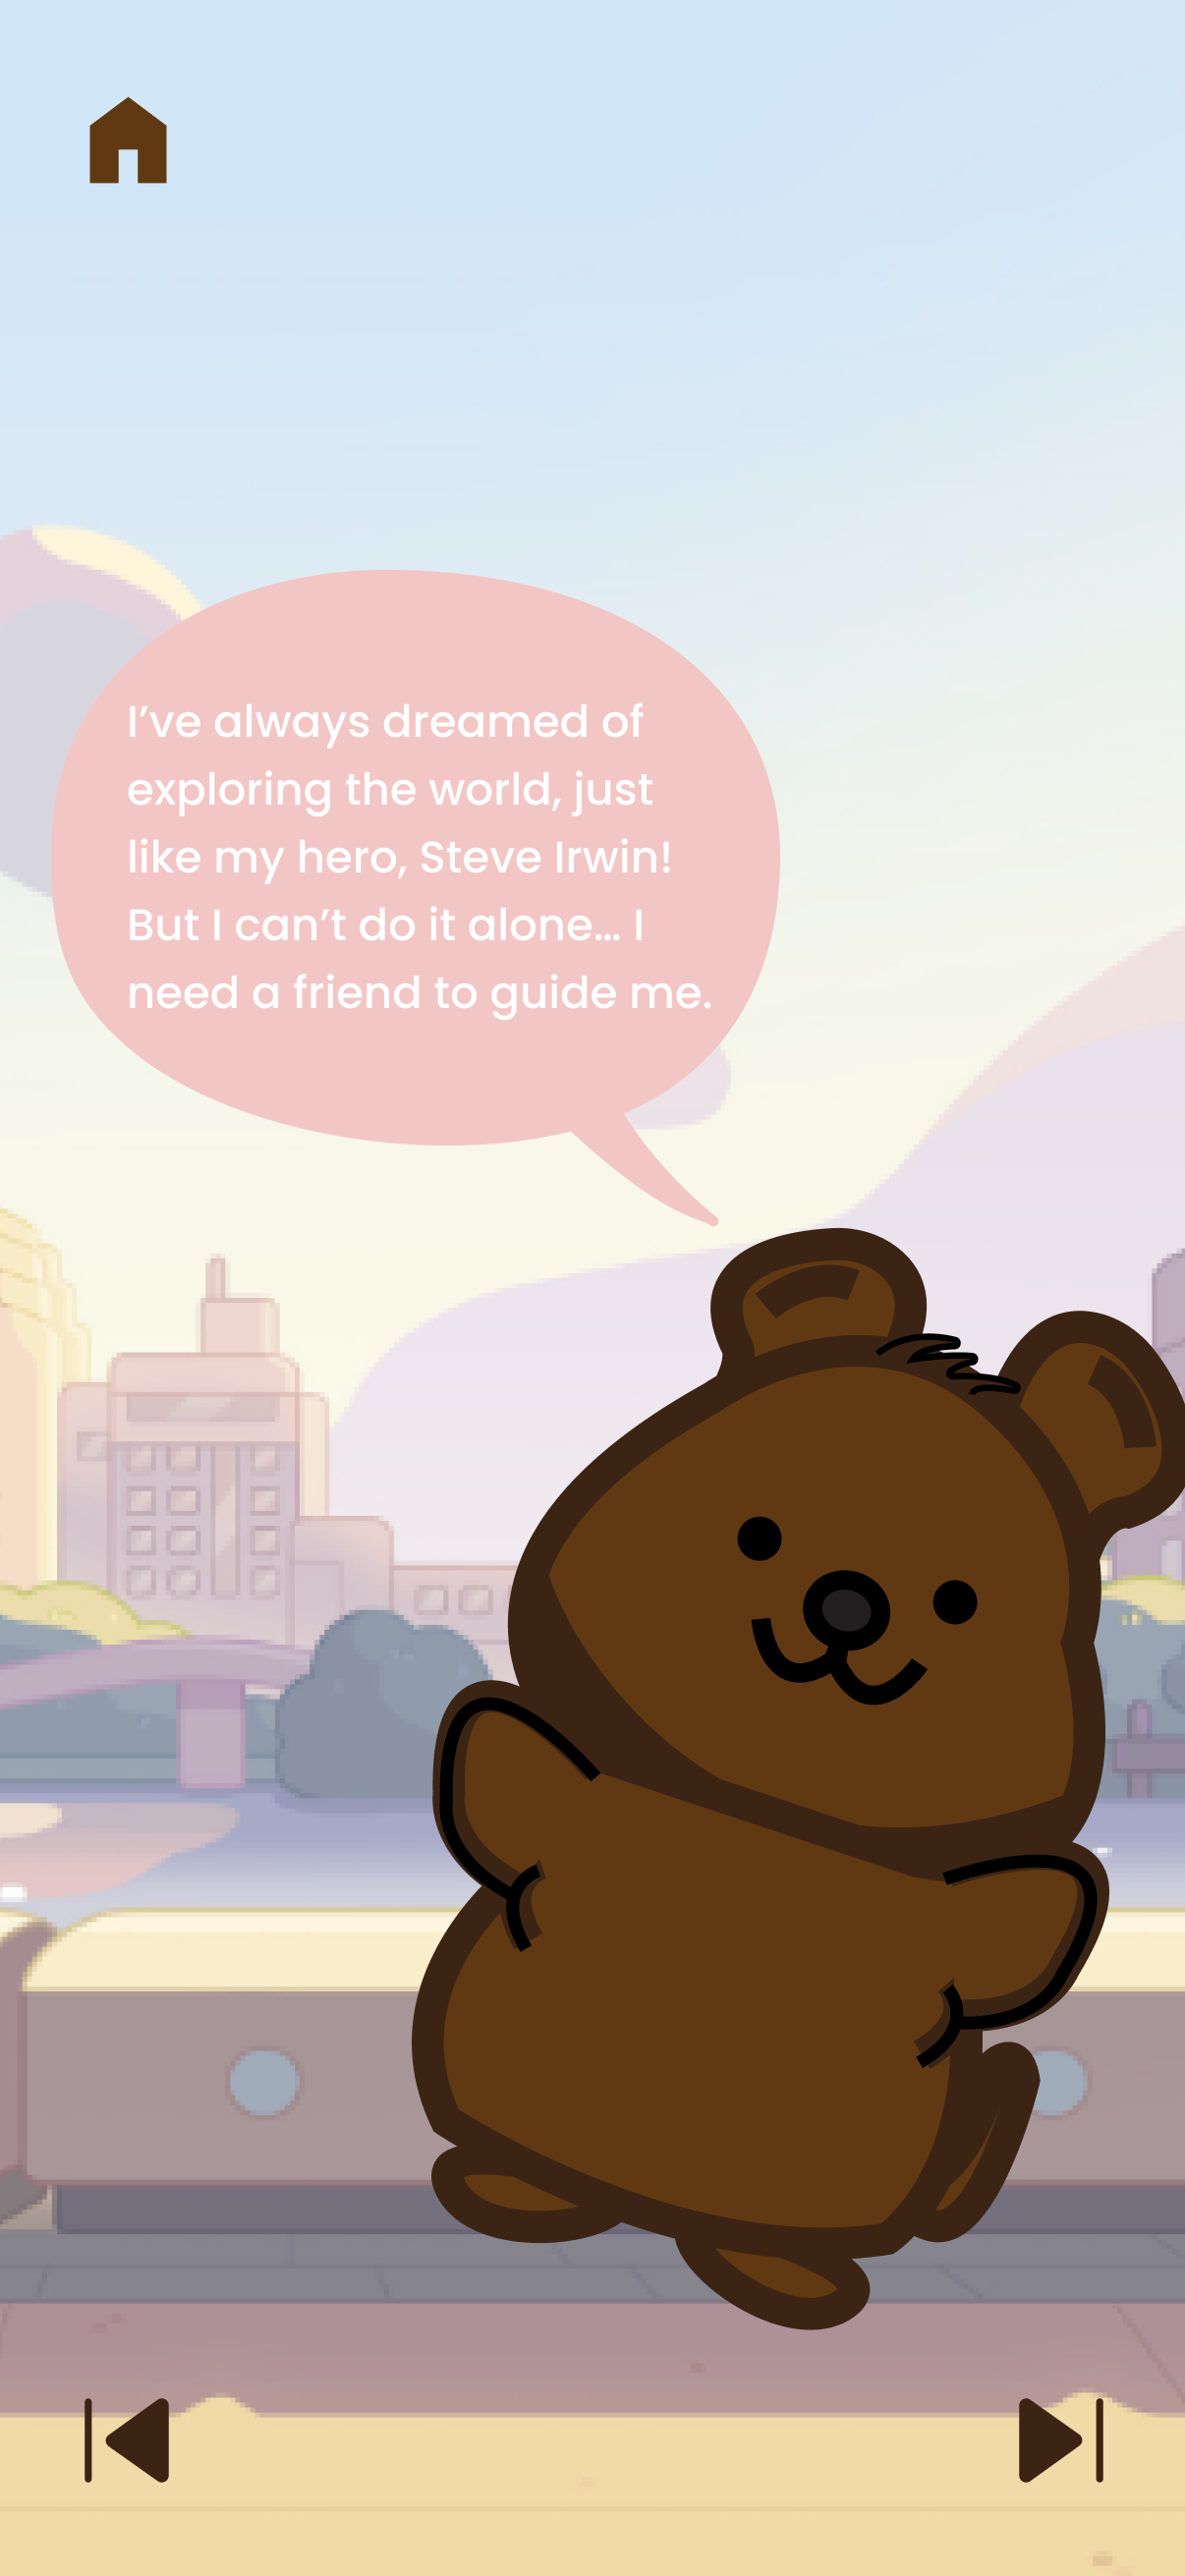 I’ve always dreamed of
exploring the world, just
like my hero, Steve Irwin!
But I can’t do it alone... I
need a friend to guide me.